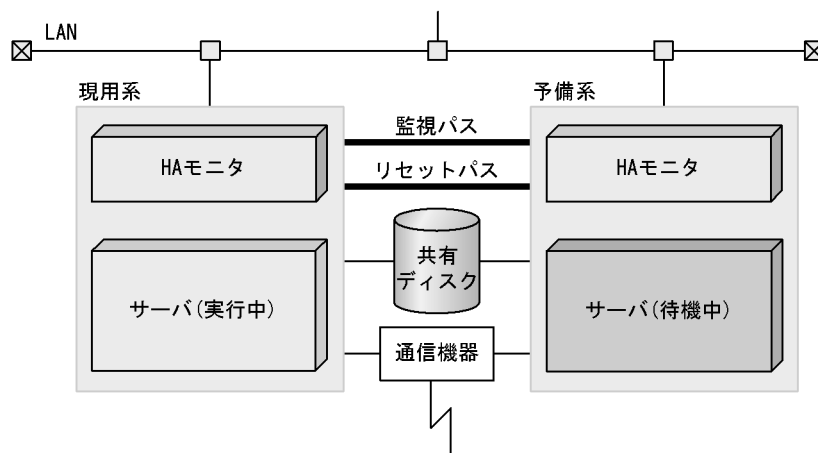 LAN
現用系
予備系
監視パス
HAモニタ
HAモニタ
リセットパス
共有
ディスク
サーバ(実行中)
サーバ(待機中)
通信機器